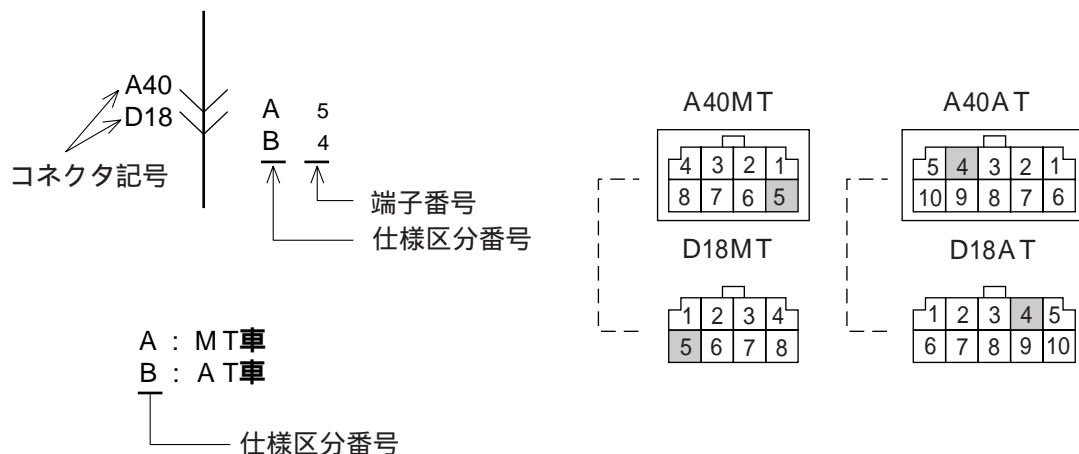 A40
D18
A 5
B 4
コネクタ記号
端子番号
仕様区分番号
A : MT車
B : AT車
仕様区分番号
A40MT
4 3 2 1
8 7 6 5
D18MT
1 2 3 4
5 6 7 8
A40AT
5 4 3 2 1
10 9 8 7 6
D18AT
1 2 3 4 5
6 7 8 9 10